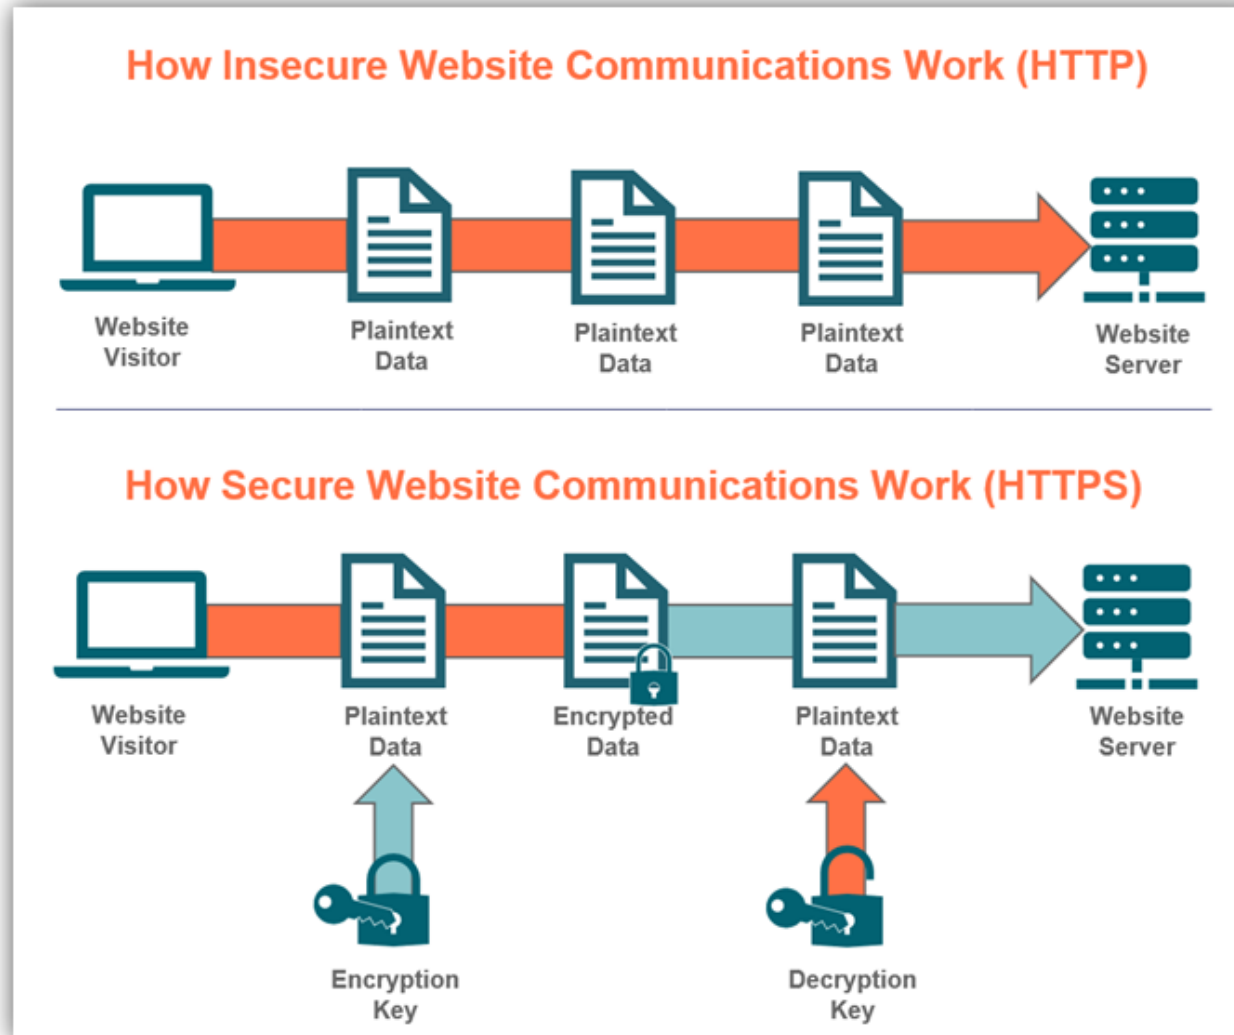 How Insecure Website Communications Work (HTTP)
Website
Visitor
Plaintext
Data
Plaintext
Data
Plaintext
Data
Website
Server
How Secure Website Communications Work (HTTPS)
Website
Visitor
Plaintext
Data
Encrypted
Data
Plaintext
Data
Website
Server
Encryption
Key
Decryption
Key